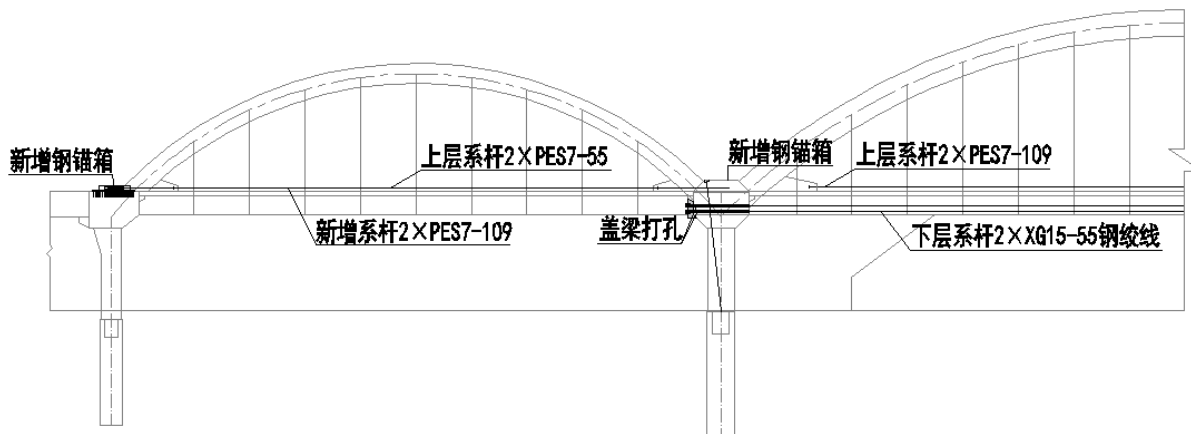 新增钢锚箱
上层系杆2×PES7-55
新增钢锚箱
上层系杆2×PES7-109
新增系杆2×PES7-109
盖梁打孔
下层系杆2×XG15-55钢绞线